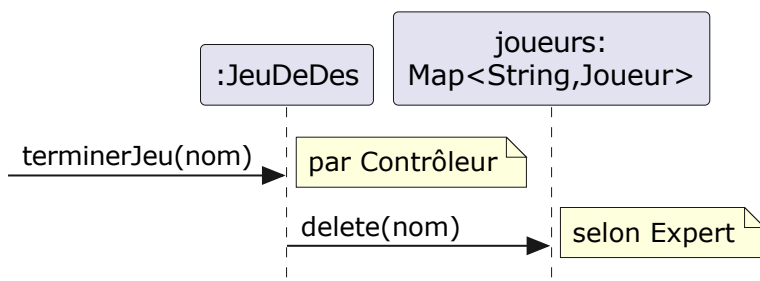 :JeuDeDes
joueurs:
Map<String,Joueur>
terminerJeu(nom)
par Contrôleur
delete(nom)
selon Expert